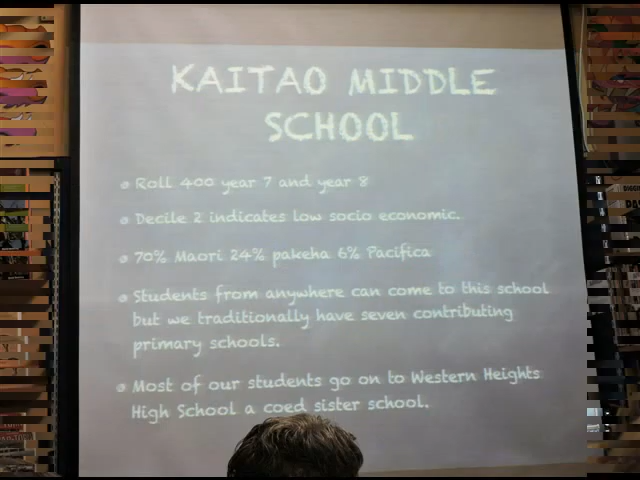 KAITAO MIDDLE
SCHOOL
Roll 400 year 7 and year 8
Decile 2 indicates low socio economic.
70% Maori 24% pakeha 6% Pacifica
Students from anywhere can come to this school
but we traditionally have seven contributing
primary schools.
Most of our students go on to Western Heights
High School a coed sister school.